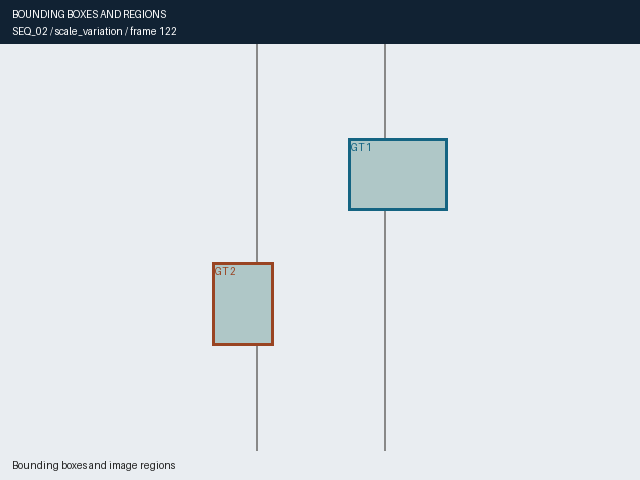 BOUNDING BOXES AND REGIONS
SEQ_02 / scale_variation / frame 122
GT1
GT2
Bounding boxes and image regions